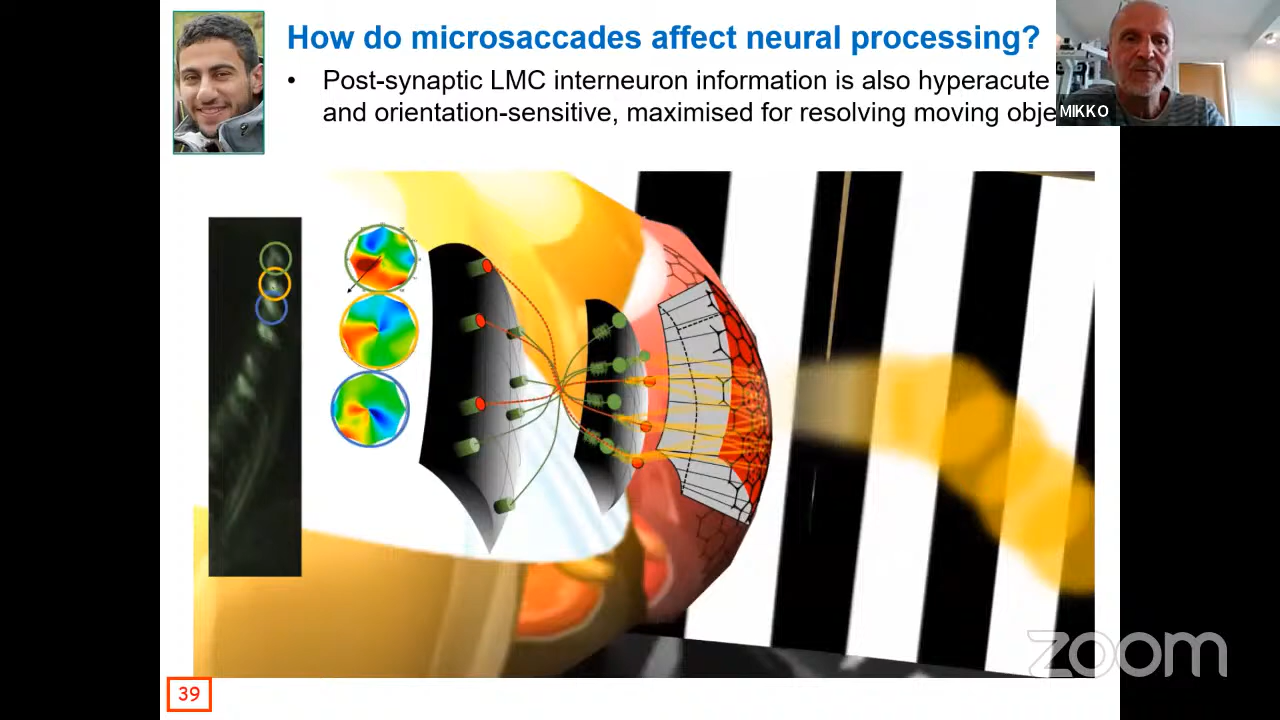 How do microsaccades affect neural processing?
• Post-synaptic LMC interneuron information is also hyperacute
and orientation-sensitive, maximised for resolving moving obje
MIKKO
zoom
39